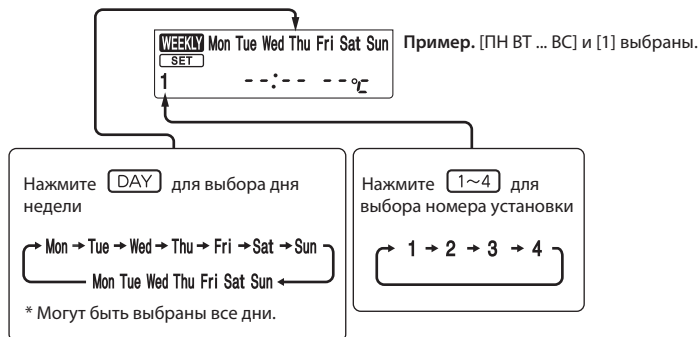 WEEKLY Mon Tue Wed Thu Fri Sat Sun
SET
1 --:-- --°C
Пример. [ПН ВТ ... ВС] и [1] выбраны.
Нажмите DAY для выбора дня
недели
Mon → Tue → Wed → Thu → Fri → Sat → Sun
Mon Tue Wed Thu Fri Sat Sun
* Могут быть выбраны все дни.
Нажмите 1~4 для
выбора номера установки
1 → 2 → 3 → 4